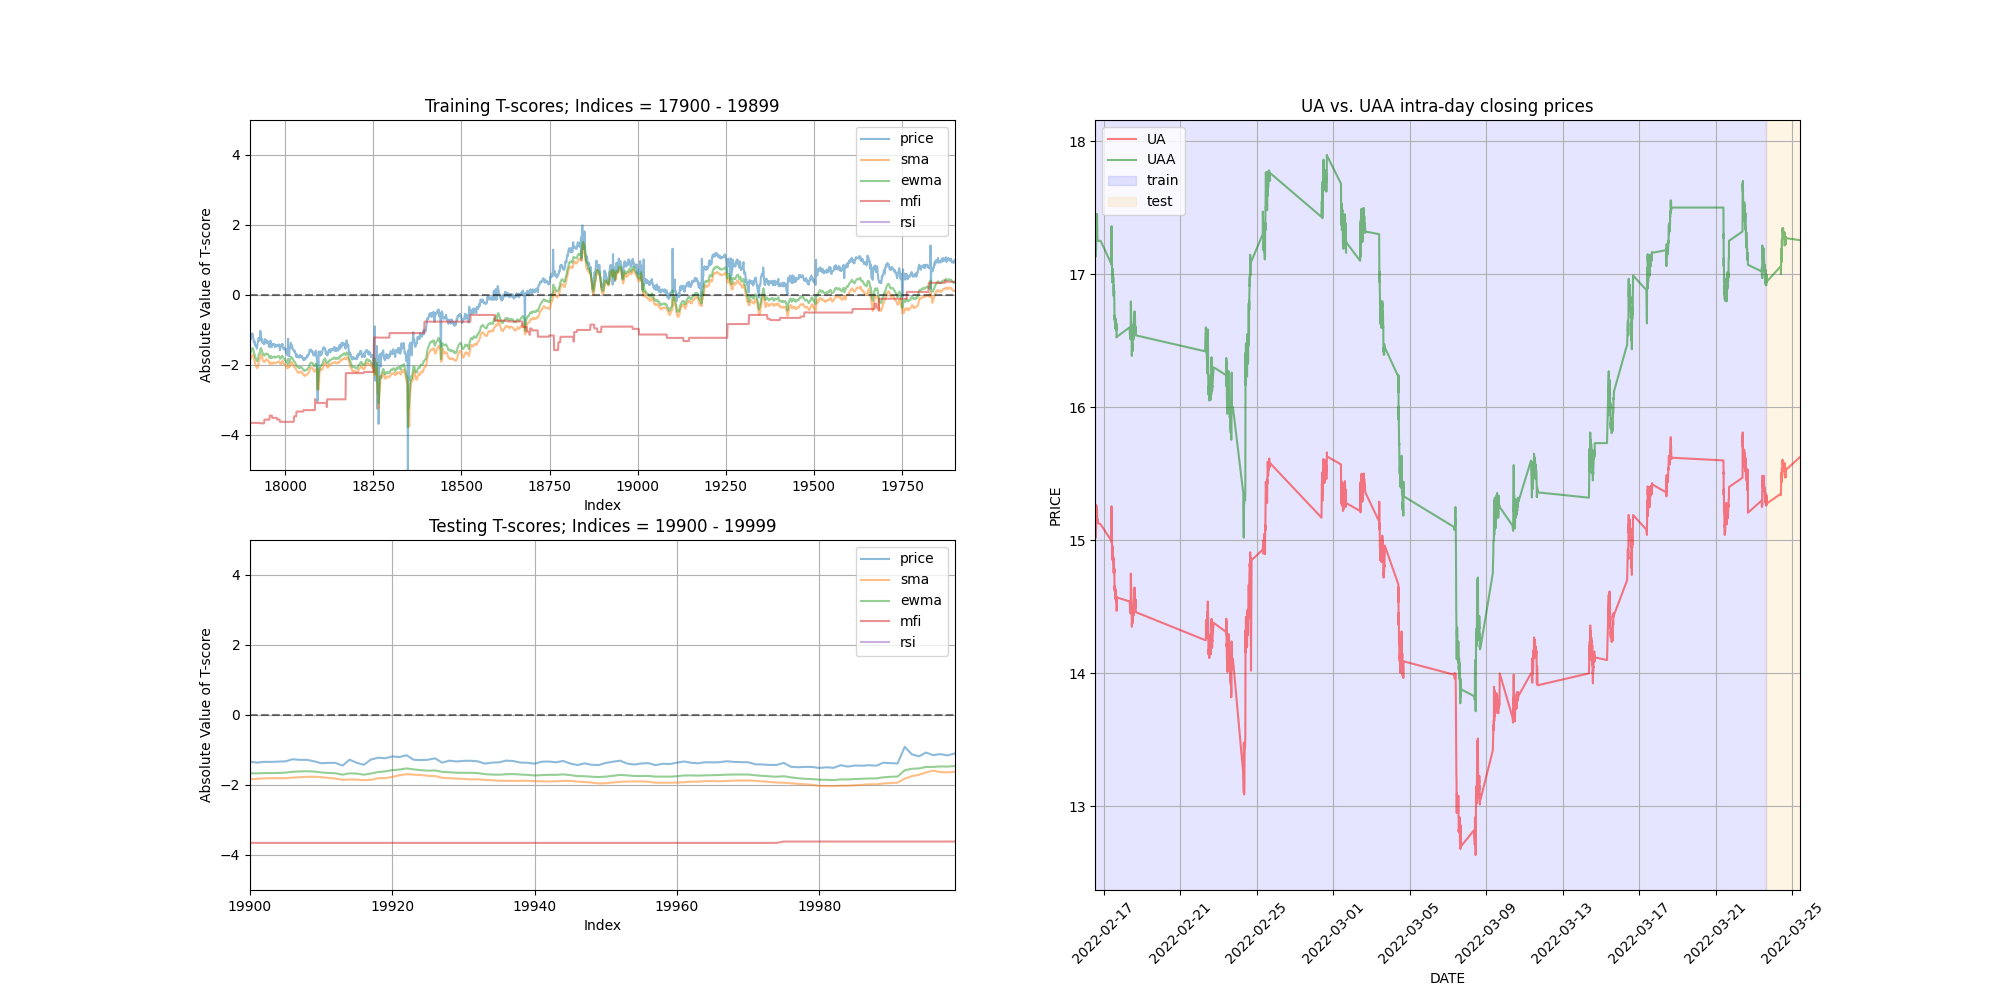 Training T-scores; Indices = 17900 - 19899
Absolute Value of T-score
4
2
0
−2
−4
price
sma
ewma
mfi
rsi
18000 18250 18500 18750 19000 19250 19500 19750
Index
Testing T-scores; Indices = 19900 - 19999
Absolute Value of T-score
4
2
0
−2
−4
price
sma
ewma
mfi
rsi
19900 19920 19940 19960 19980
Index
UA vs. UAA intra-day closing prices
PRICE
18
17
16
15
14
13
UA
UAA
train
test
2022-02-17 2022-02-21 2022-02-25 2022-03-01 2022-03-05 2022-03-09 2022-03-13 2022-03-17 2022-03-21 2022-03-25
DATE